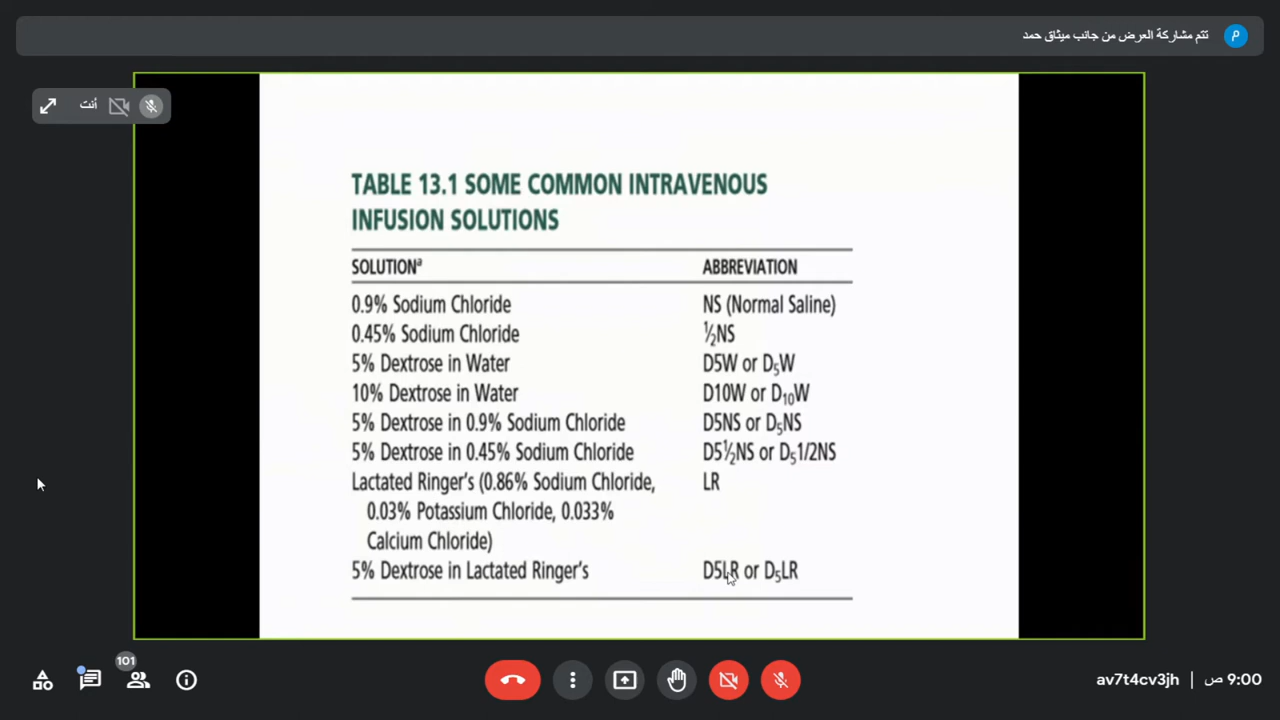 تتم مشاركة العرض من جانب ميثاق حمد
م
أنت
TABLE 13.1 SOME COMMON INTRAVENOUS
INFUSION SOLUTIONS
SOLUTIONᵃ ABBREVIATION
0.9% Sodium Chloride NS (Normal Saline)
0.45% Sodium Chloride ½NS
5% Dextrose in Water D5W or D₅W
10% Dextrose in Water D10W or D₁₀W
5% Dextrose in 0.9% Sodium Chloride D5NS or D₅NS
5% Dextrose in 0.45% Sodium Chloride D5½NS or D₅1/2NS
Lactated Ringer's (0.86% Sodium Chloride, LR
0.03% Potassium Chloride, 0.033%
Calcium Chloride)
5% Dextrose in Lactated Ringer's D5LR or D₅LR
101
av7t4cv3jh | 9:00 ص